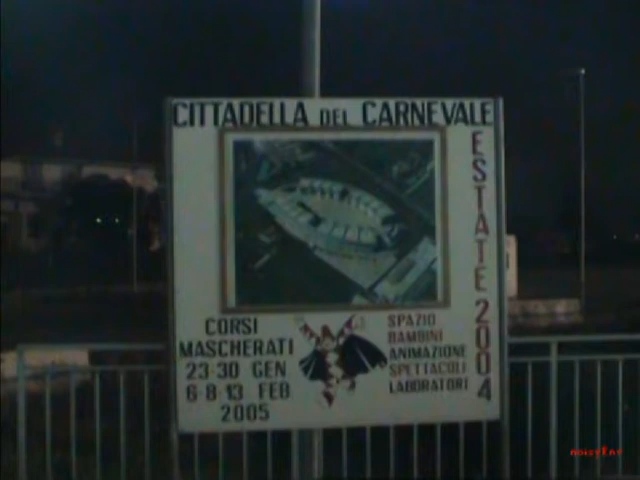 CITTADELLA DEL CARNEVALE
ESTATE 2004
CORSI
MASCHERATI
23-30 GEN
6-8-13 FEB
2005
SPAZIO
BAMBINI
ANIMAZIONE
SPETTACOLI
LABORATORI